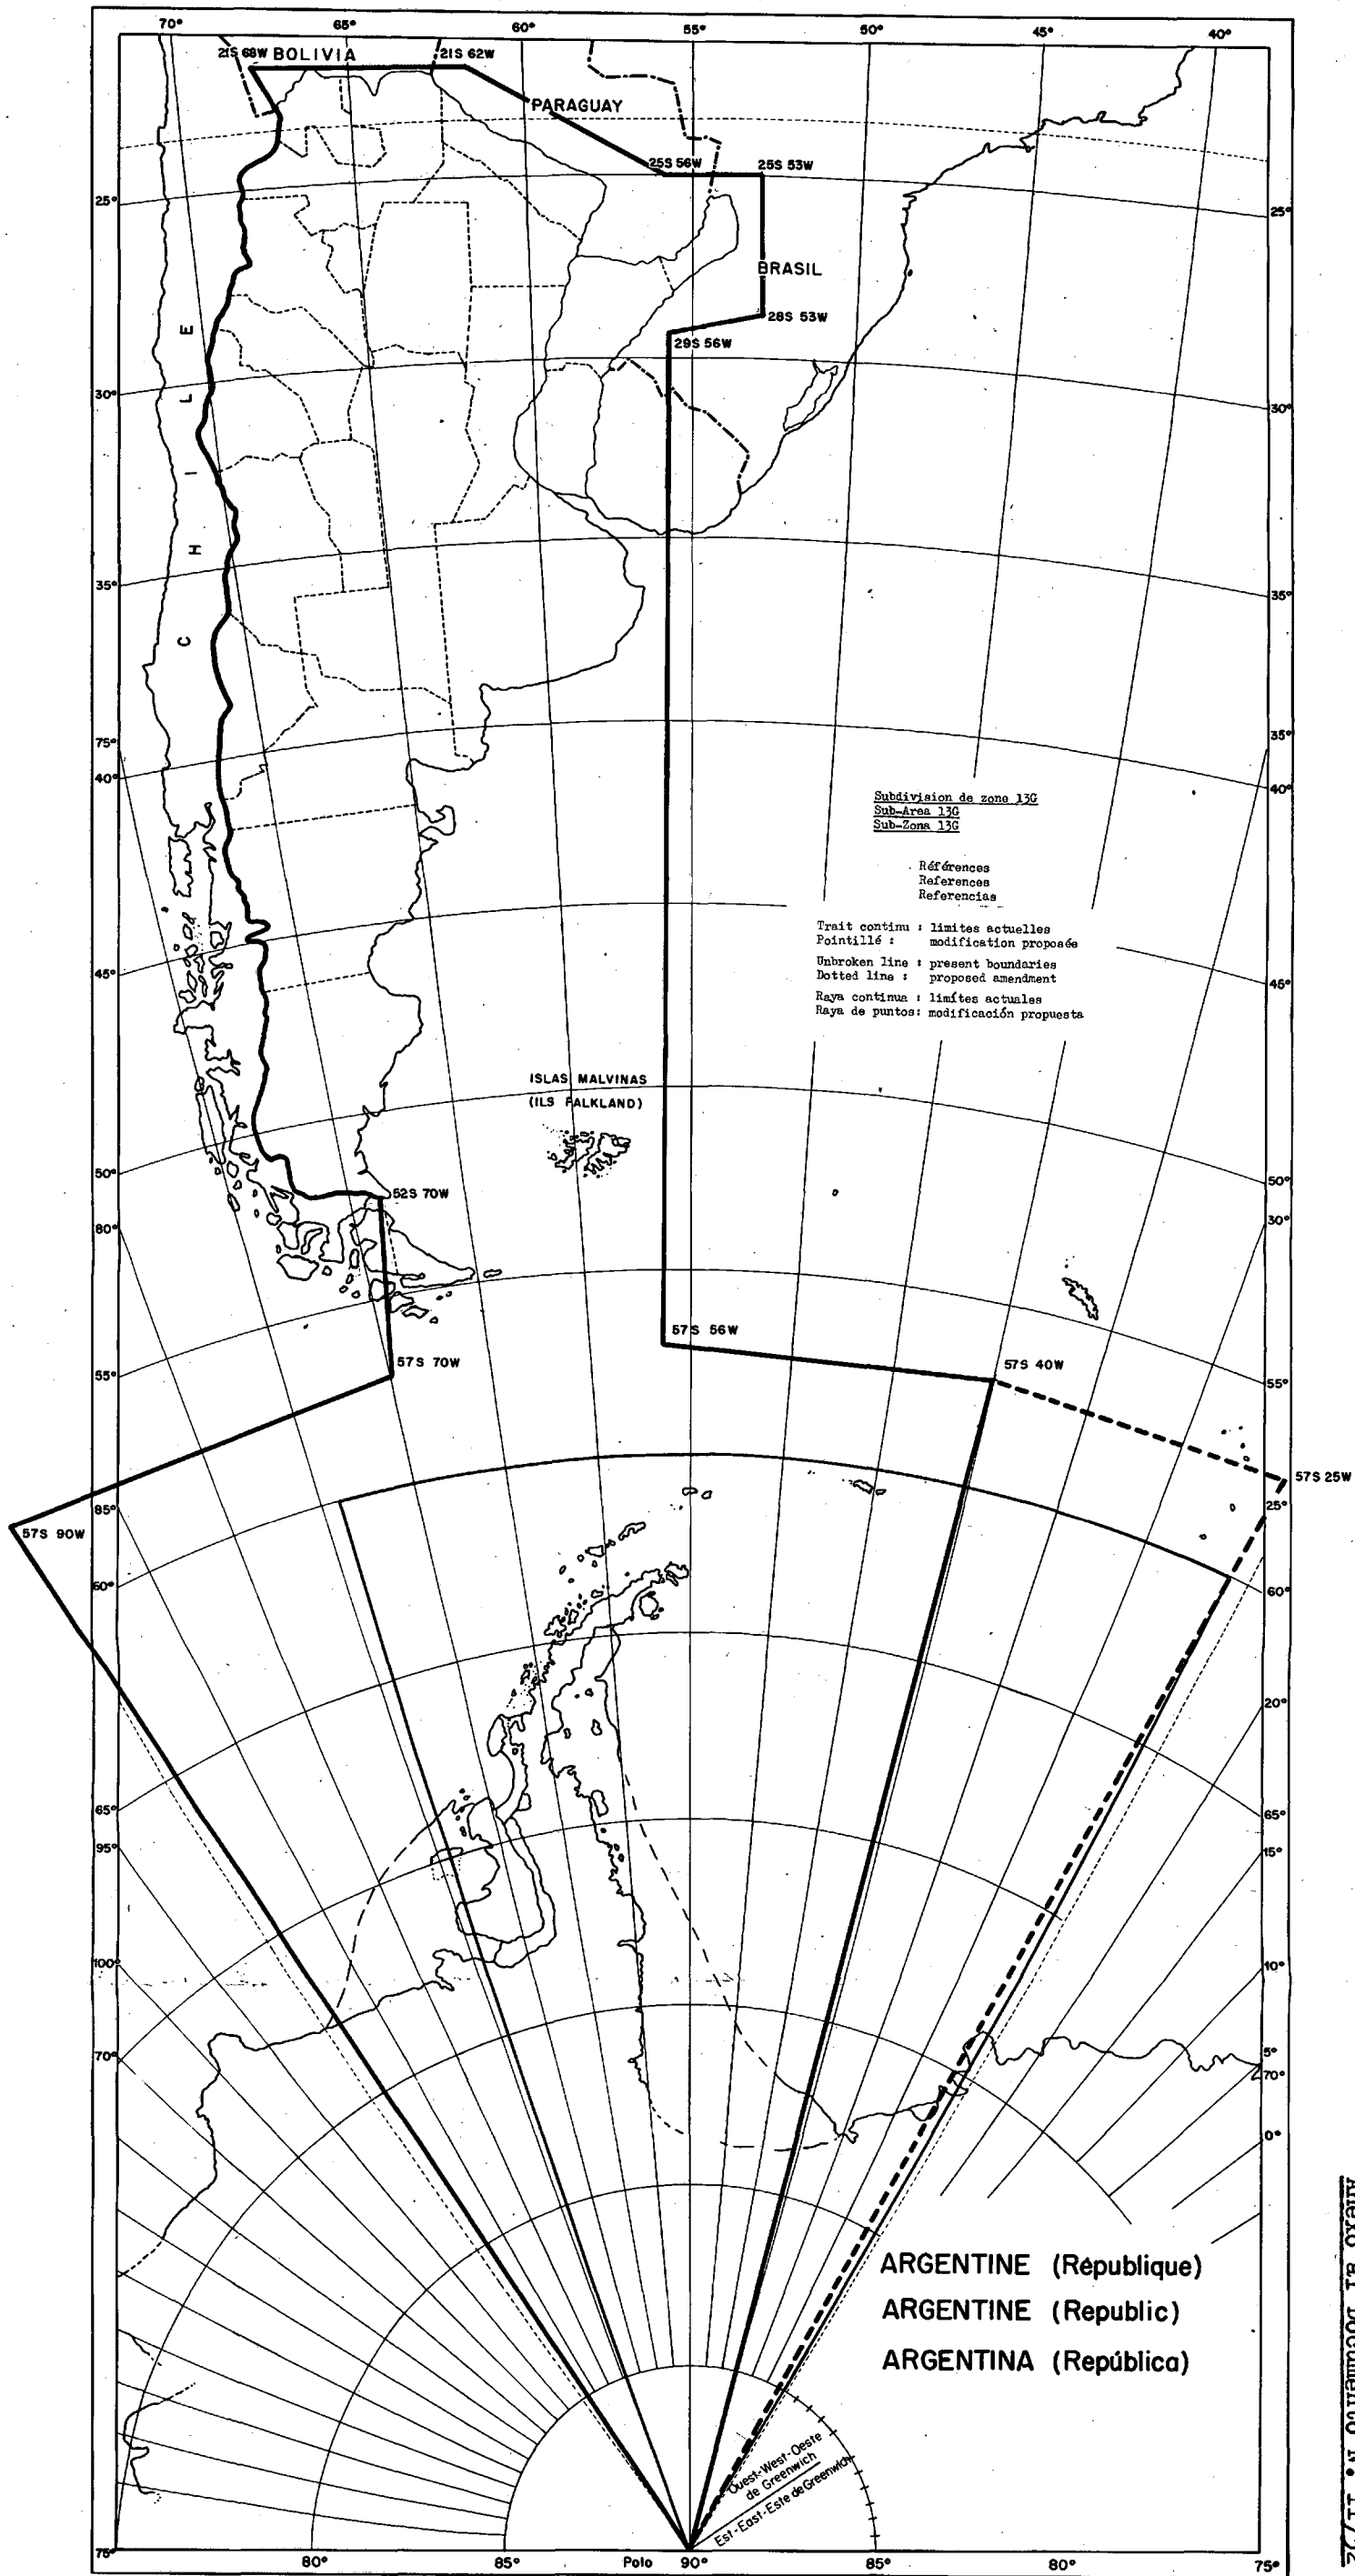 70° 65° 60° 55° 50° 45° 40°
21S 68W BOLIVIA 21S 62W
PARAGUAY
25S 56W 25S 53W
25° 25°
BRASIL
28S 53W
29S 56W
CHILE
30° 30°
35° 35°
75° 35°
40° 40°
Subdivision de zone 13G
Sub-Area 13G
Sub-Zona 13G
Références
References
Referencias
Trait continu : limites actuelles
Pointillé : modification proposée
Unbroken line : present boundaries
Dotted line : proposed amendment
Raya continua : limítes actuales
Raya de puntos: modificación propuesta
45° 45°
ISLAS MALVINAS
(ILS FALKLAND)
50° 50°
52S 70W
80° 30°
57S 56W
57S 70W 57S 40W
55° 55°
57S 25W
85° 25°
57S 90W
60° 60°
20°
65° 65°
95° 15°
100° 10°
70° 5°
70°
0°
ARGENTINE (République)
ARGENTINE (Republic)
ARGENTINA (República)
Ouest-West-Oeste
de Greenwich
Est-East-Este de Greenwich
75° 80° 85° Polo 90° 85° 80° 75°